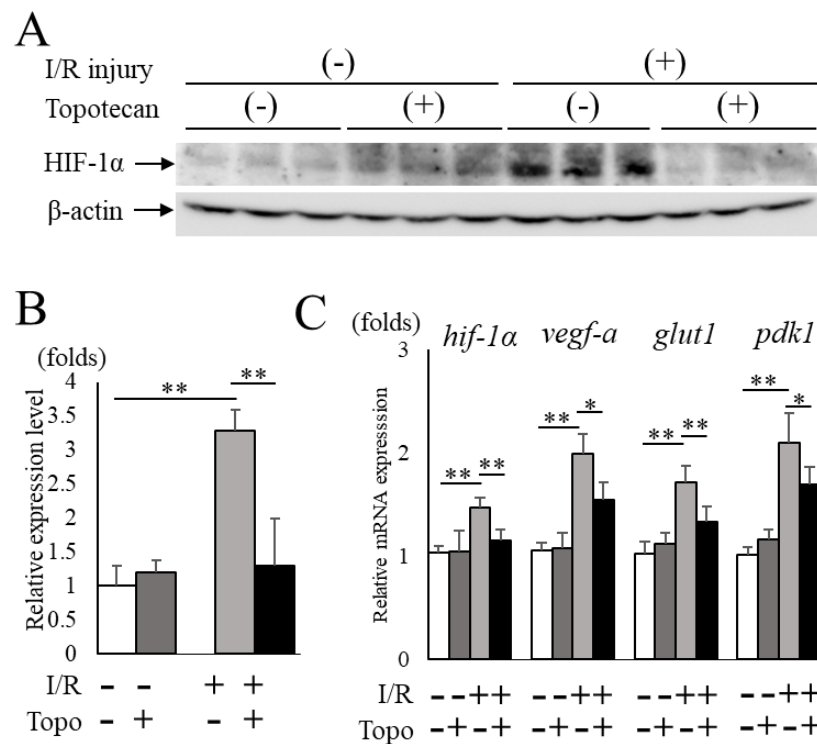 A
I/R injury (-) (+)
Topotecan (-) (+) (-) (+)
HIF-1α
β-actin
B
(folds)
Relative expression level
4
3.5
3
2.5
2
1.5
1
0.5
0
** **
I/R - - + +
Topo - + - +
C
(folds) hif-1α vegf-a glut1 pdk1
Relative mRNA expresssion
3
2
1
0
** ** ** * ** ** ** *
I/R --++ --++ --++ --++
Topo -+-+ -+-+ -+-+ -+-+